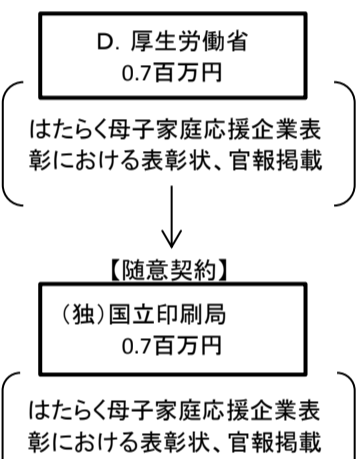 D. 厚生労働省
0.7百万円
はたらく母子家庭応援企業表
彰における表彰状、官報掲載
【随意契約】
（独）国立印刷局
0.7百万円
はたらく母子家庭応援企業表
彰における表彰状、官報掲載